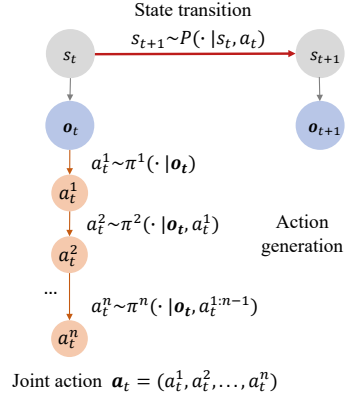 State transition
s_{t+1}~P(· |s_t, a_t)
s_t
s_{t+1}
o_t
o_{t+1}
a_t^1~π^1(· |o_t)
a_t^1
a_t^2~π^2(· |o_t, a_t^1)
Action
generation
a_t^2
...
a_t^n~π^n(· |o_t, a_t^{1:n−1})
a_t^n
Joint action a_t = (a_t^1, a_t^2, . . . , a_t^n)